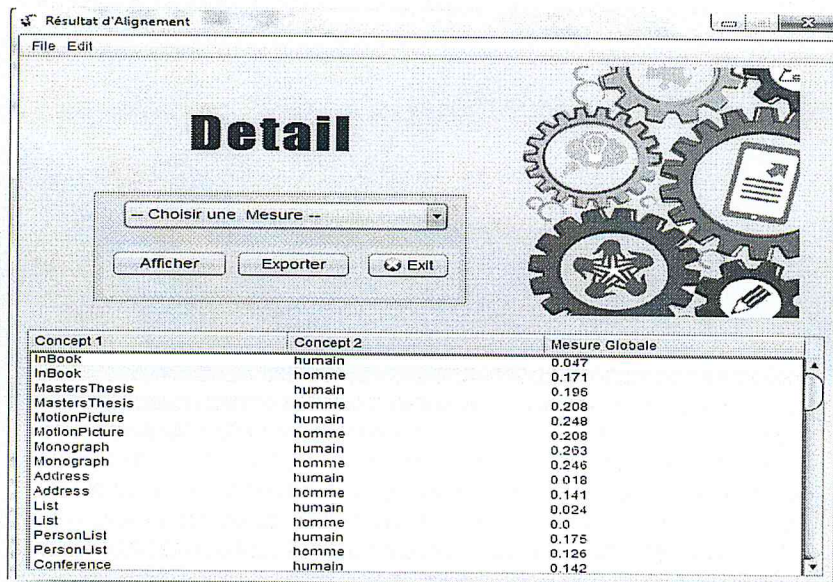 Résultat d'Alignement
File Edit
Detail
-- Choisir une Mesure --
Afficher Exporter Exit
Concept 1 Concept 2 Mesure Globale
InBook humain 0.047
InBook homme 0.171
MastersThesis humain 0.195
MastersThesis homme 0.208
MotionPicture humain 0.248
MotionPicture homme 0.208
Monograph humain 0.263
Monograph homme 0.246
Address humain 0.018
Address homme 0.141
List humain 0.024
List homme 0.0
PersonList humain 0.175
PersonList homme 0.126
Conference humain 0.142